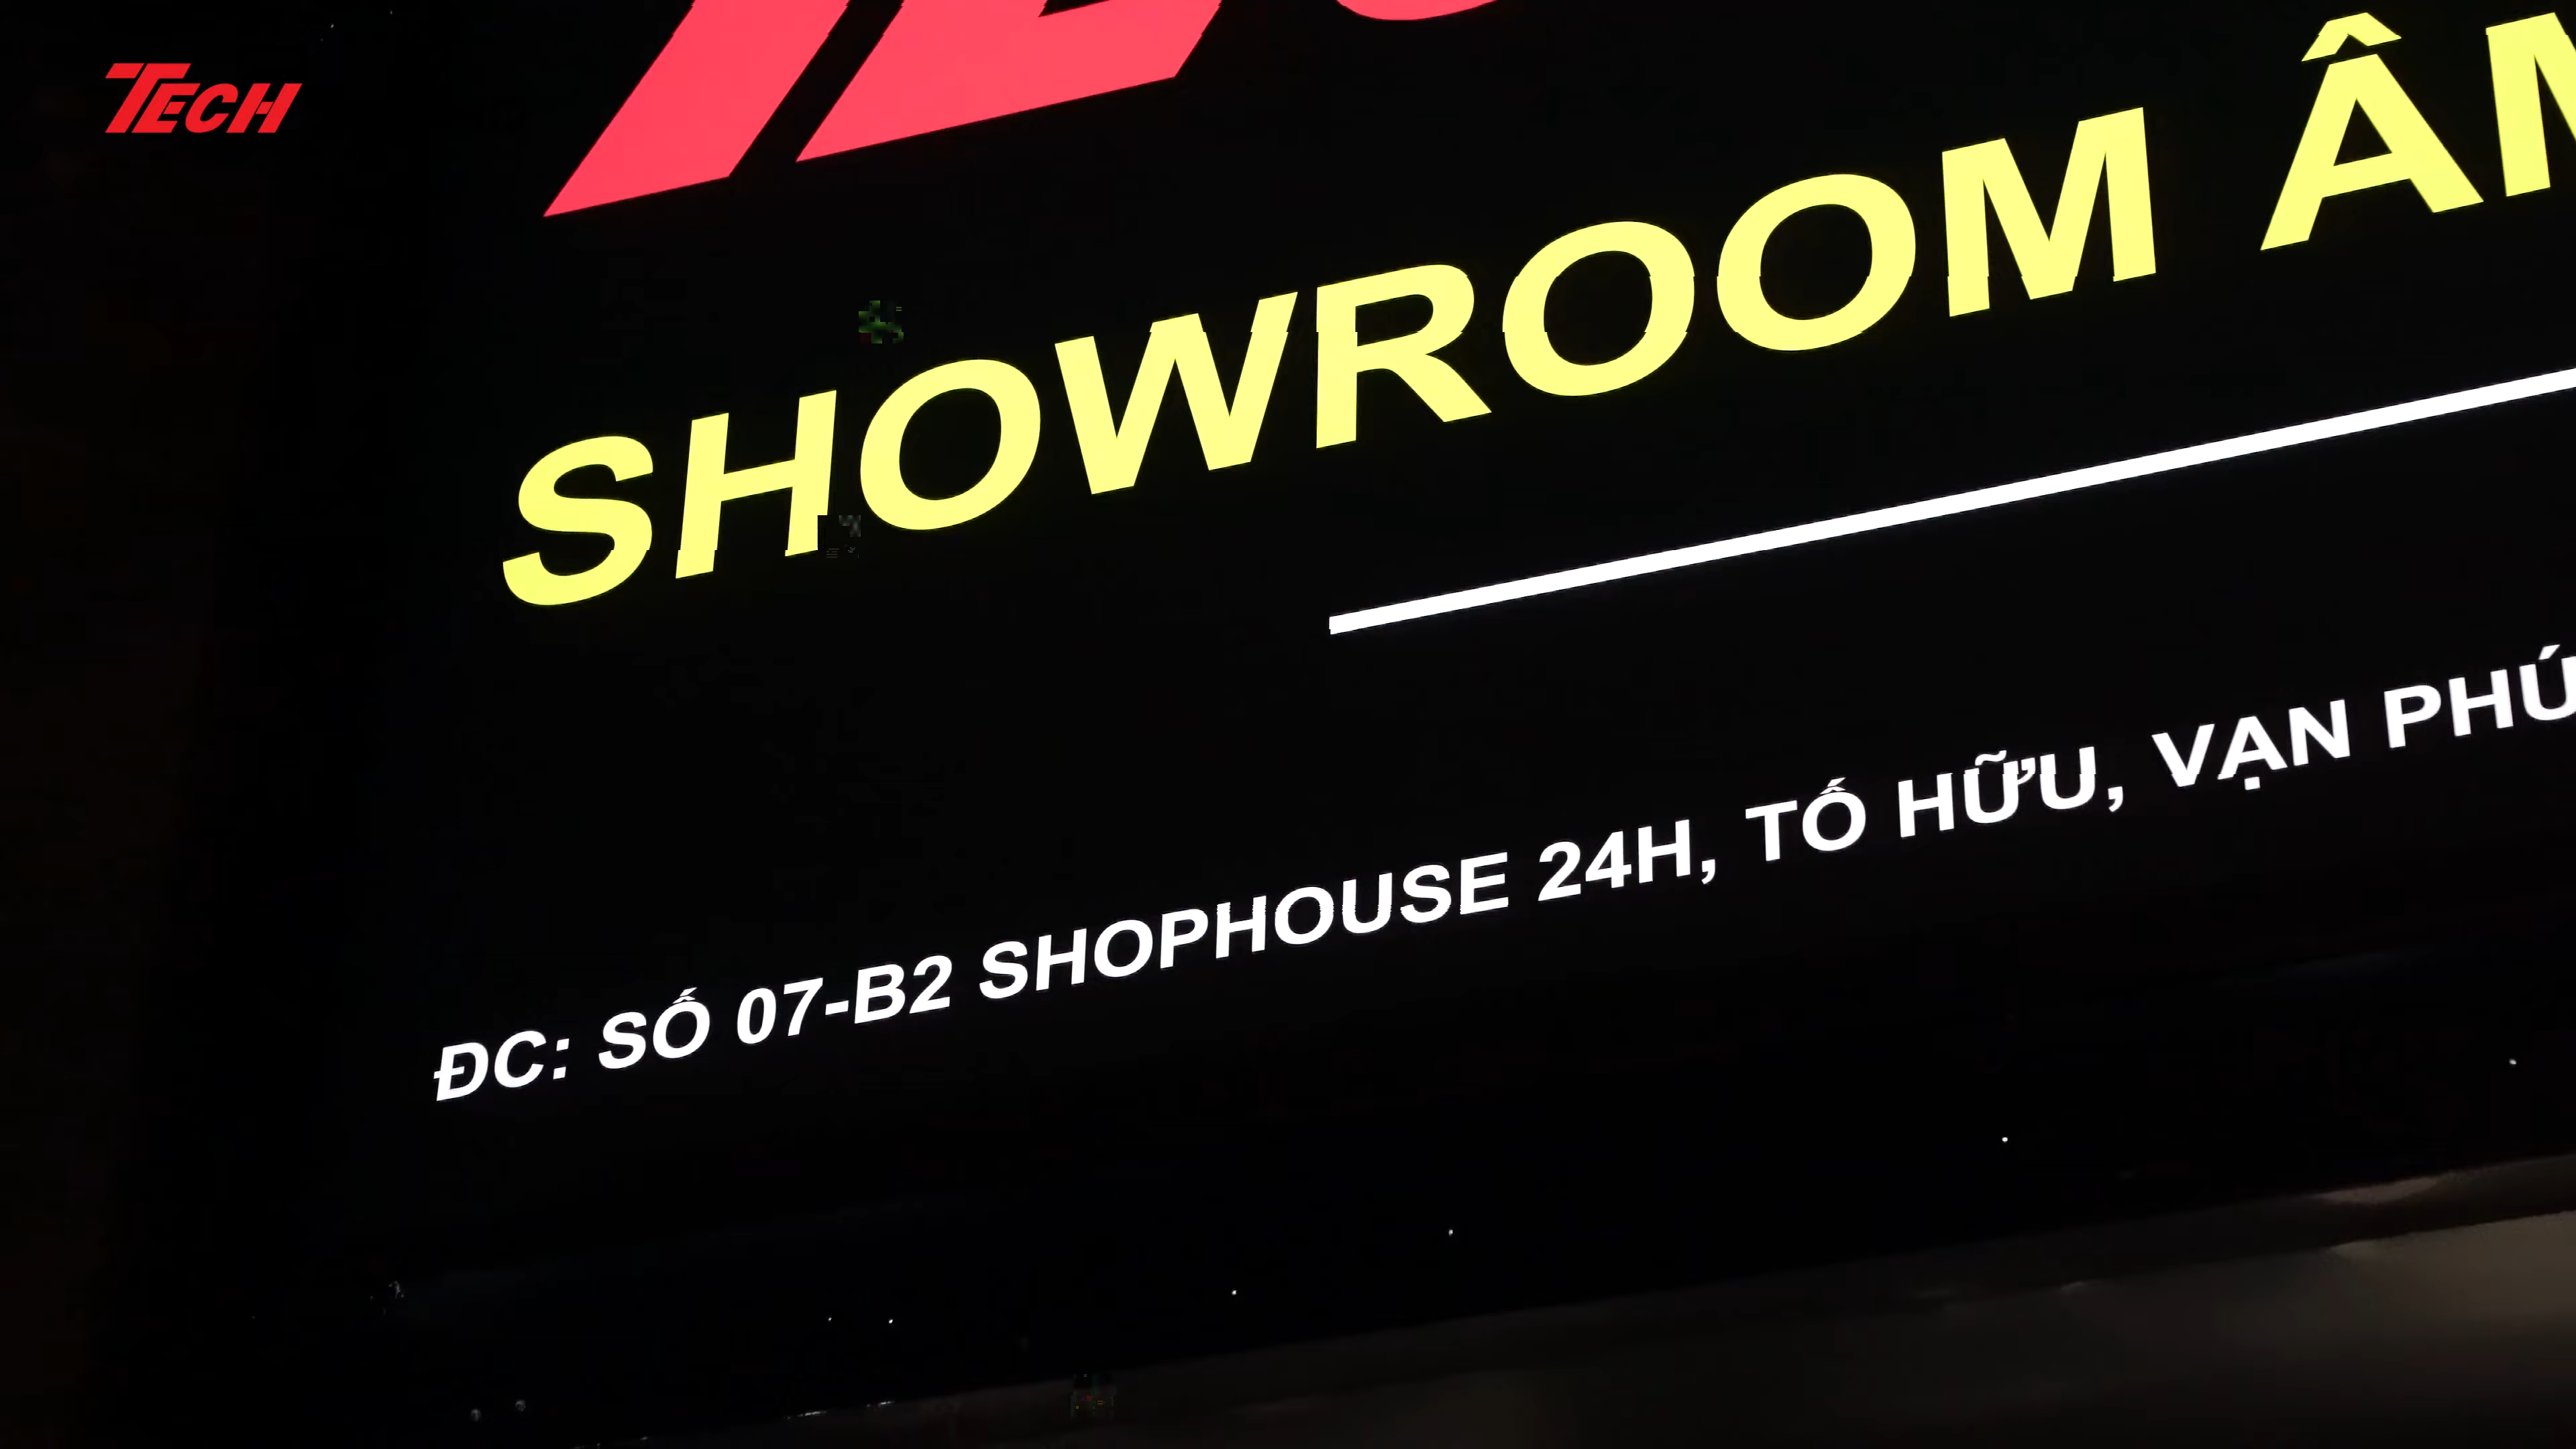 TECH
SHOWROOM ÂM
ĐC: SỐ 07-B2 SHOPHOUSE 24H, TỐ HỮU, VẠN PHÚ